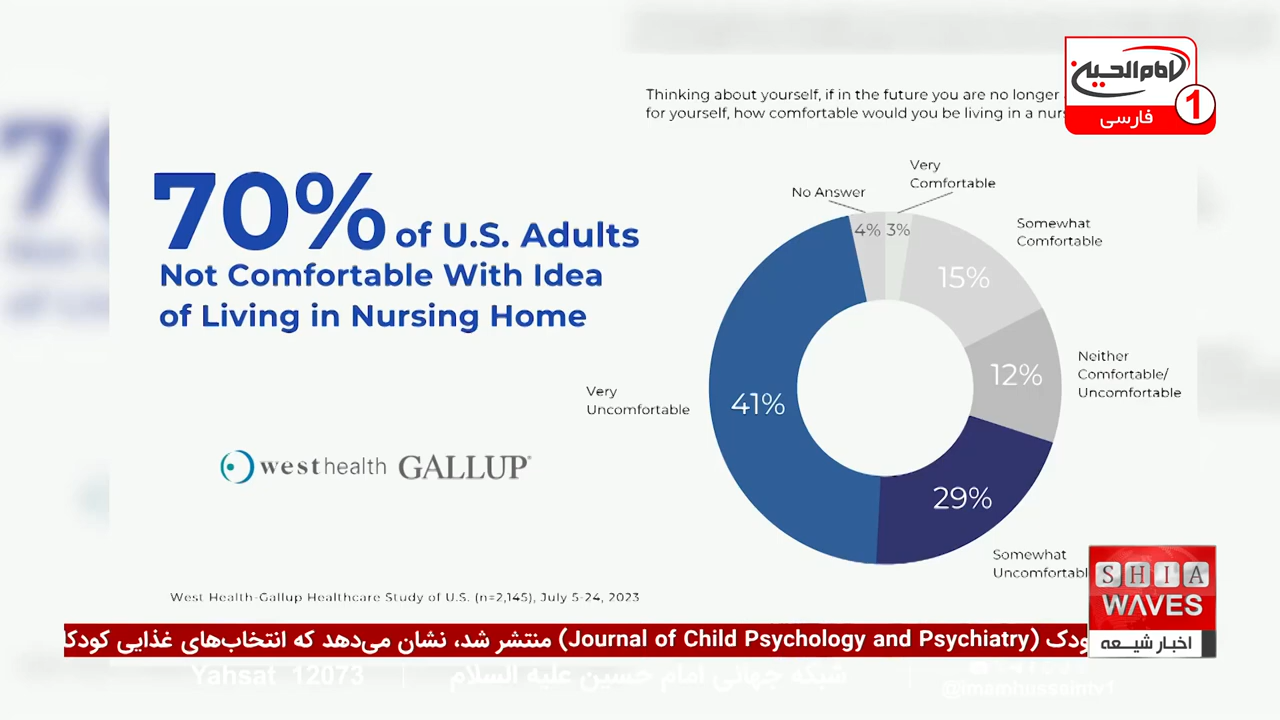 امام الحسین
1
فارسی
Thinking about yourself, if in the future you are no longer
for yourself, how comfortable would you be living in a
70% of U.S. Adults
Not Comfortable With Idea
of Living in Nursing Home
No Answer
Very
Comfortable
4%
3%
Somewhat
Comfortable
15%
Neither
Comfortable/
Uncomfortable
12%
Very
Uncomfortable
41%
29%
Somewhat
Uncomfortabl
westhealth GALLUP®
West Health-Gallup Healthcare Study of U.S. (n=2,145), July 5-24, 2023
SHIA
WAVES
اخبار شیعه
(Journal of Child Psychology and Psychiatry) منتشر شد، نشان می‌دهد که انتخاب‌های غذایی
Yahsat 12073
شبکه جهانی امام حسین علیه السلام
@imamhussaintv1